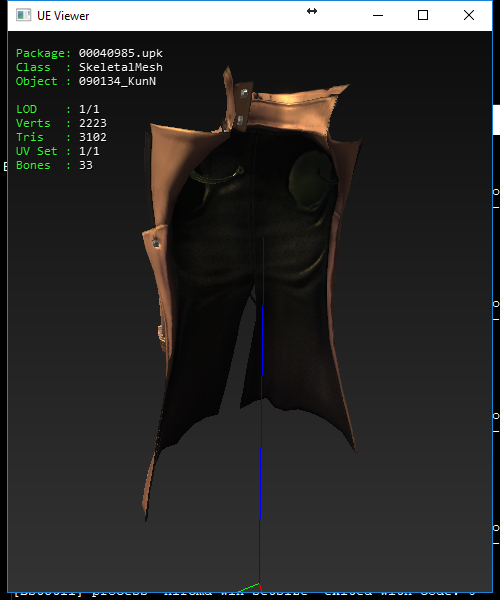 UE Viewer
Package: 00040985.upk
Class : SkeletalMesh
Object : 090134_KunN
LOD : 1/1
Verts : 2223
Tris : 3102
UV Set : 1/1
Bones : 33